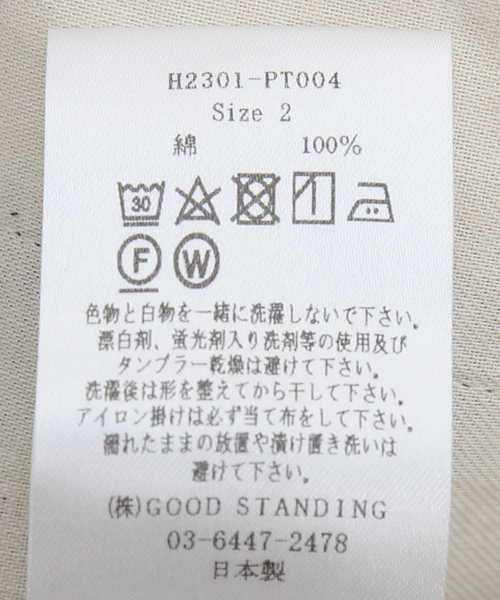 H2301-PT004
Size 2
綿 100%
30
F W
色物と白物を一緒に洗濯しないで下さい。
漂白剤、蛍光剤入り洗剤等の使用及び
タンブラー乾燥は避けて下さい。
洗濯後は形を整えてから干して下さい。
アイロン掛けは必ず当て布をして下さい。
濡れたままの放置や漬け置き洗いは
避けて下さい。
(株)GOOD STANDING
03-6447-2478
日本製